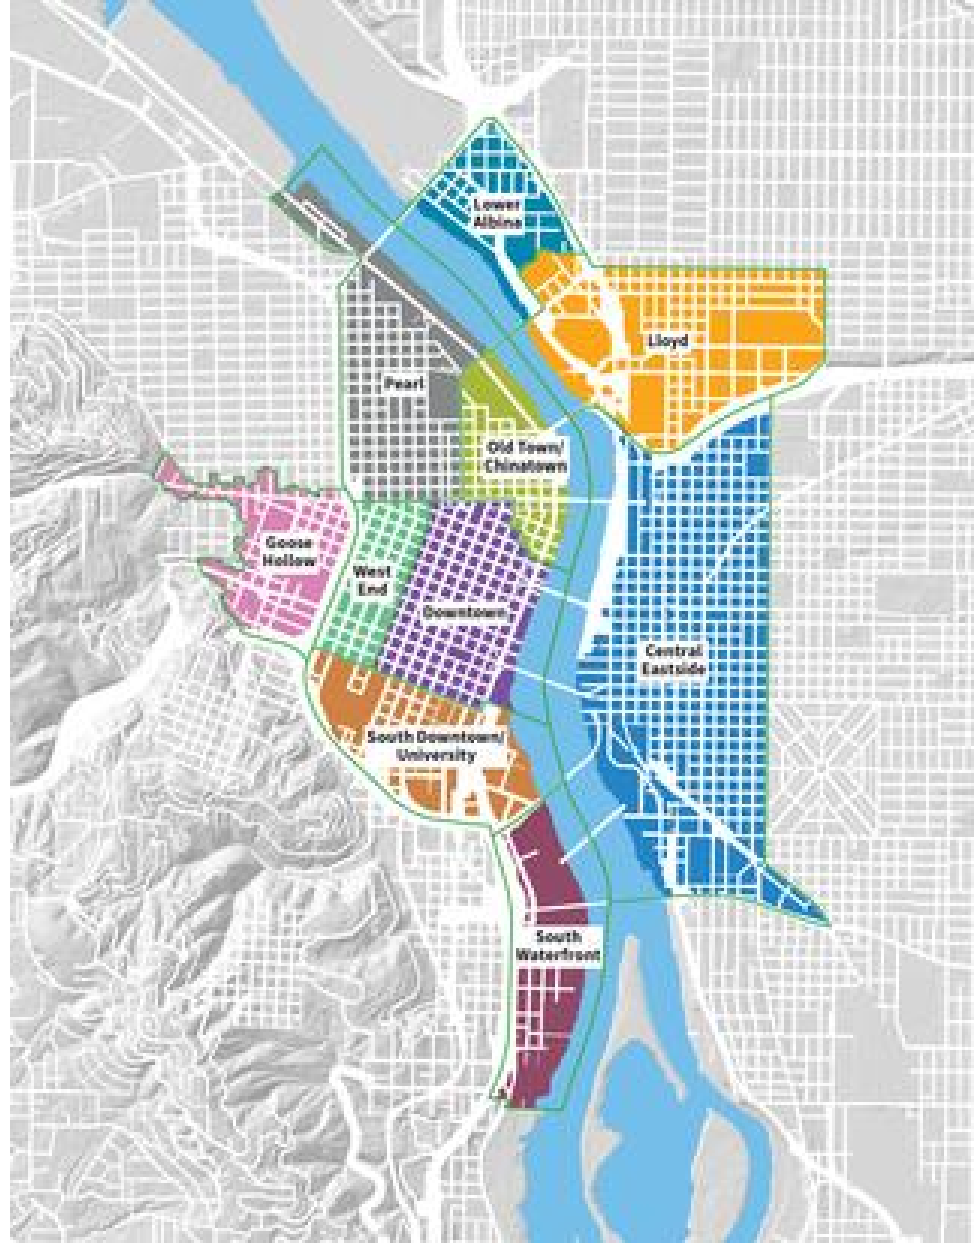 Lower
Albina
Lloyd
Pearl
Old Town/
Chinatown
Goose
Hollow
West
End
Downtown
Central
Eastside
South Downtown/
University
South
Waterfront